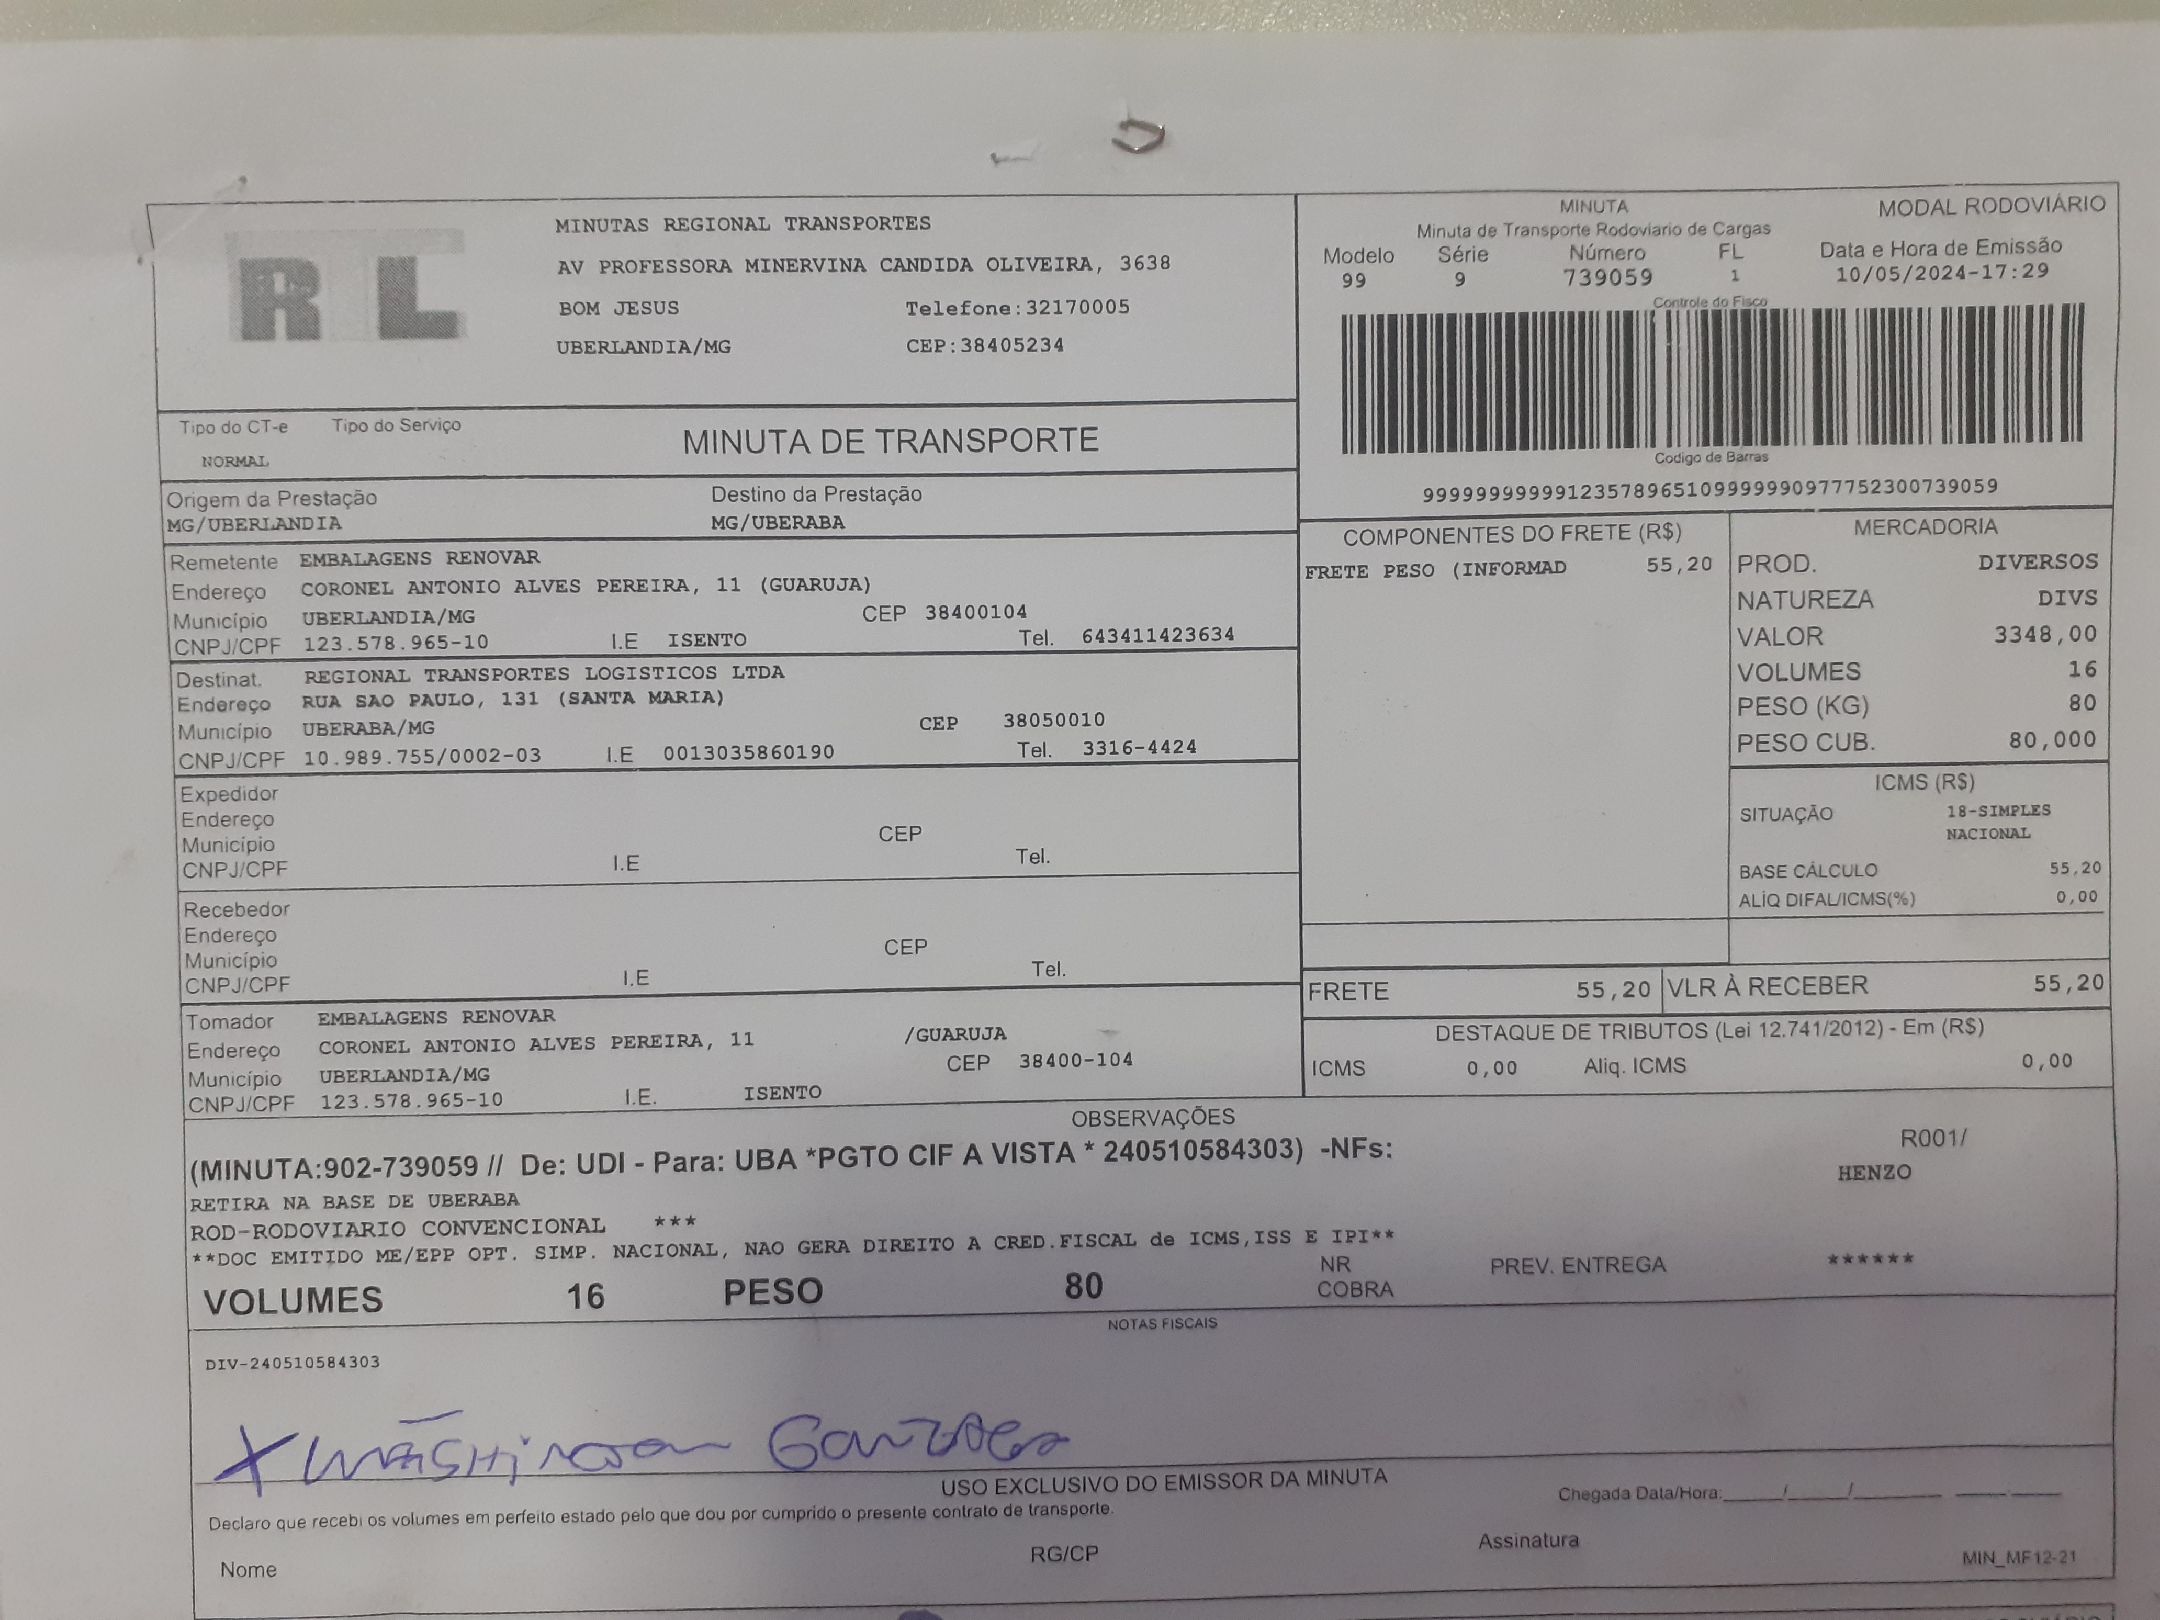 RTL
MINUTAS REGIONAL TRANSPORTES
AV PROFESSORA MINERVINA CANDIDA OLIVEIRA, 3638
BOM JESUS Telefone:32170005
UBERLANDIA/MG CEP:38405234
MINUTA MODAL RODOVIÁRIO
Minuta de Transporte Rodoviario de Cargas
Modelo Série Número FL Data e Hora de Emissão
99 9 739059 1 10/05/2024-17:29
Controle do Fisco
Codigo de Barras
Tipo do CT-e Tipo do Serviço
MINUTA DE TRANSPORTE
NORMAL
Origem da Prestação Destino da Prestação
MG/UBERLANDIA MG/UBERABA
Remetente EMBALAGENS RENOVAR
Endereço CORONEL ANTONIO ALVES PEREIRA, 11 (GUARUJA)
Município UBERLANDIA/MG CEP 38400104
CNPJ/CPF 123.578.965-10 I.E ISENTO Tel. 643411423634
Destinat. REGIONAL TRANSPORTES LOGISTICOS LTDA
Endereço RUA SAO PAULO, 131 (SANTA MARIA)
Município UBERABA/MG CEP 38050010
CNPJ/CPF 10.989.755/0002-03 I.E 0013035860190 Tel. 3316-4424
Expedidor
Endereço
Município CEP
CNPJ/CPF I.E Tel.
Recebedor
Endereço
Município CEP
CNPJ/CPF I.E Tel.
Tomador EMBALAGENS RENOVAR
Endereço CORONEL ANTONIO ALVES PEREIRA, 11 /GUARUJA
Município UBERLANDIA/MG CEP 38400-104
CNPJ/CPF 123.578.965-10 I.E. ISENTO
COMPONENTES DO FRETE (R$)
FRETE PESO (INFORMAD 55,20
MERCADORIA
PROD. DIVERSOS
NATUREZA DIVS
VALOR 3348,00
VOLUMES 16
PESO (KG) 80
PESO CUB. 80,000
ICMS (R$)
SITUAÇÃO 18-SIMPLES
NACIONAL
BASE CÁLCULO 55,20
ALÍQ DIFAL/ICMS(%) 0,00
FRETE 55,20 VLR À RECEBER 55,20
DESTAQUE DE TRIBUTOS (Lei 12.741/2012) - Em (R$)
ICMS 0,00 Aliq. ICMS 0,00
OBSERVAÇÕES
(MINUTA:902-739059 // De: UDI - Para: UBA *PGTO CIF A VISTA * 240510584303) -NFs: R001/
HENZO
RETIRA NA BASE DE UBERABA
ROD-RODOVIARIO CONVENCIONAL ***
**DOC EMITIDO ME/EPP OPT. SIMP. NACIONAL, NAO GERA DIREITO A CRED.FISCAL de ICMS,ISS E IPI**
VOLUMES 16 PESO 80 NR COBRA PREV. ENTREGA ******
NOTAS FISCAIS
DIV-240510584303
X Washington Gonzaga
USO EXCLUSIVO DO EMISSOR DA MINUTA
Chegada Data/Hora:____/____/____
Declaro que recebi os volumes em perfeito estado pelo que dou por cumprido o presente contrato de transporte.
Nome RG/CP Assinatura
MIN_MF12-21